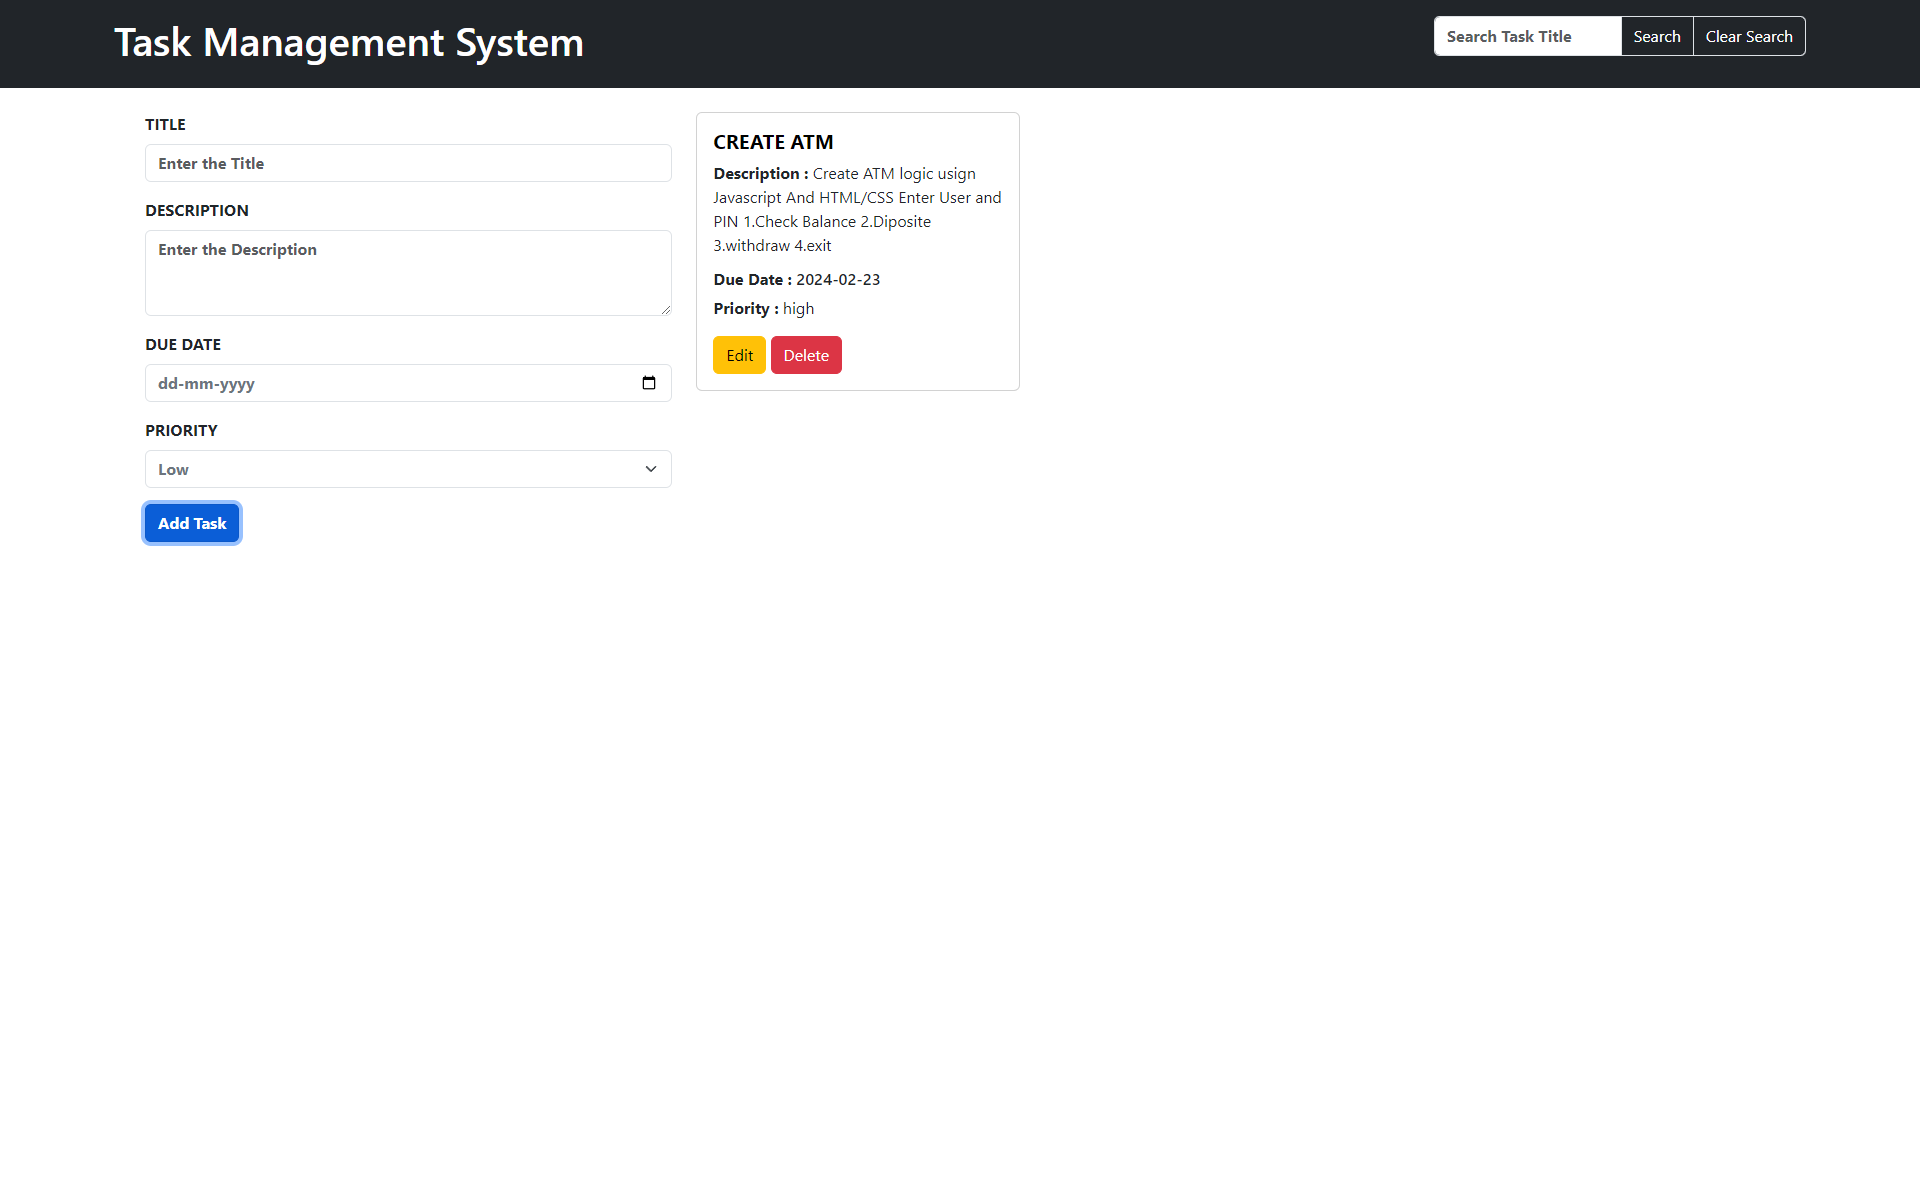 Task Management System
Search Task Title Search Clear Search
TITLE
Enter the Title
DESCRIPTION
Enter the Description
DUE DATE
dd-mm-yyyy
PRIORITY
Low
Add Task
CREATE ATM
Description : Create ATM logic usign
Javascript And HTML/CSS Enter User and
PIN 1.Check Balance 2.Diposite
3.withdraw 4.exit
Due Date : 2024-02-23
Priority : high
Edit Delete